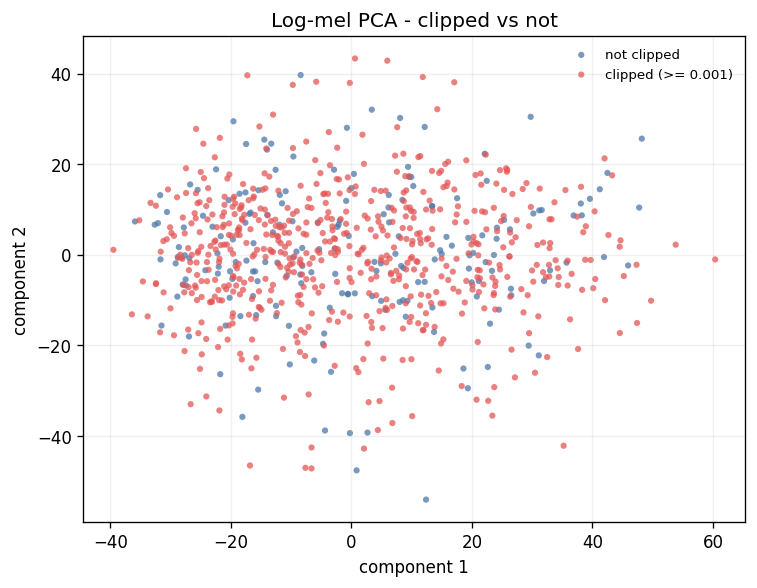 Log-mel PCA - clipped vs not
not clipped
clipped (>= 0.001)
40
20
0
−20
−40
component 2
−40
−20
0
20
40
60
component 1